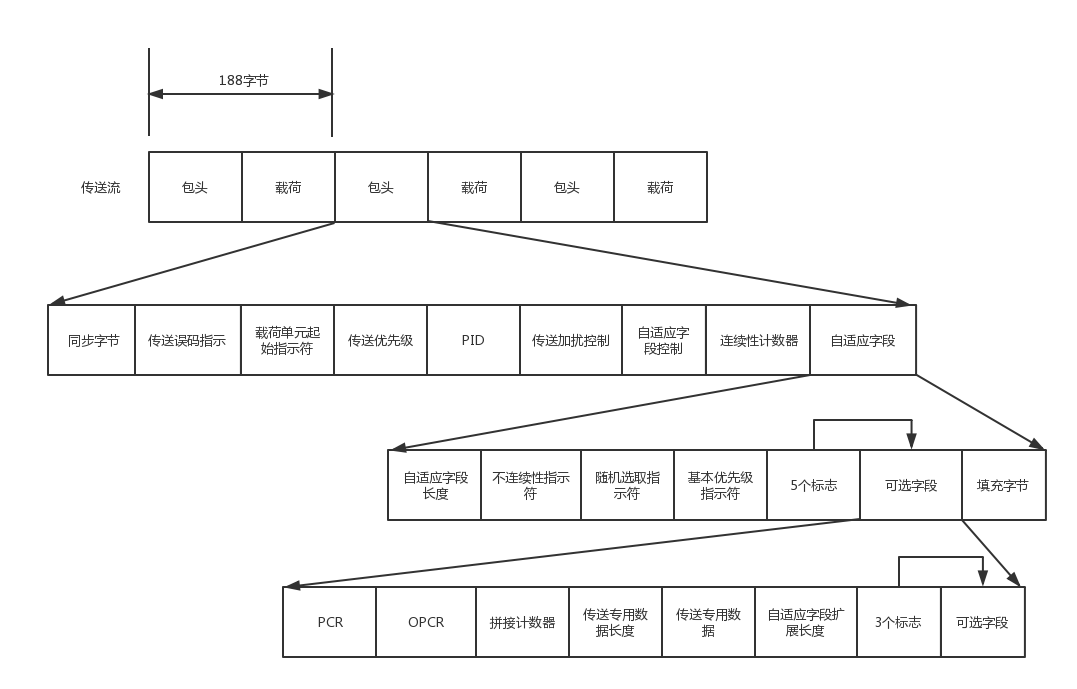 188字节
传送流
包头
载荷
包头
载荷
包头
载荷
同步字节
传送误码指示
载荷单元起
始指示符
传送优先级
PID
传送加扰控制
自适应字
段控制
连续性计数器
自适应字段
自适应字段
长度
不连续性指示
符
随机选取指
示符
基本优先级
指示符
5个标志
可选字段
填充字节
PCR
OPCR
拼接计数器
传送专用数
据长度
传送专用数
据
自适应字段扩
展长度
3个标志
可选字段